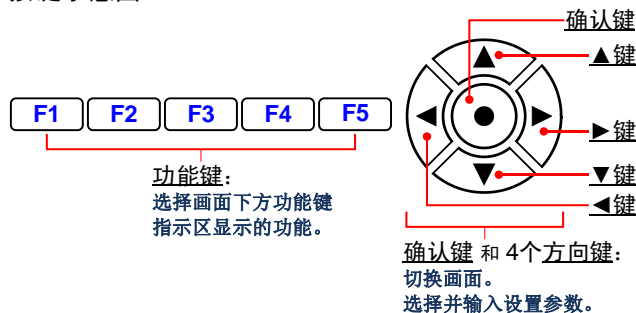 确认键
▲键
F1 F2 F3 F4 F5
►键
▼键
◄键
功能键：
选择画面下方功能键
指示区显示的功能。
确认键 和 4个方向键：
切换画面。
选择并输入设置参数。